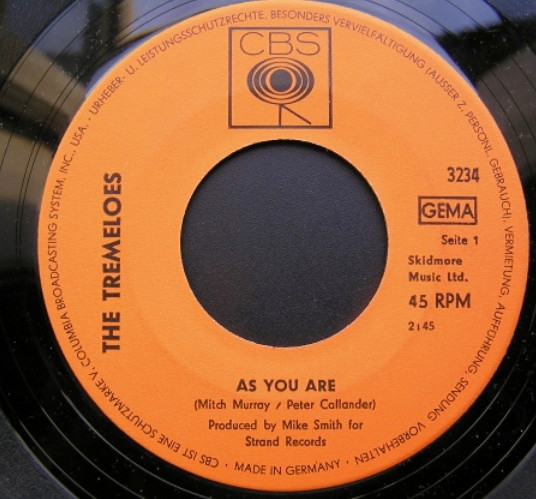 CBS
THE TREMELOES
3234
GEMA
Seite 1
Skidmore
Music Ltd.
45 RPM
2:45
AS YOU ARE
(Mitch Murray / Peter Callander)
Produced by Mike Smith for
Strand Records
CBS IST EINE SCHUTZMARKE V. COLUMBIA BROADCASTING SYSTEM, INC., USA. · URHEBER- U. LEISTUNGSSCHUTZRECHTE, BESONDERS VERVIELFÄLTIGUNG (AUSSER Z. PERSÖNL. GEBRAUCH), VERMIETUNG, AUFFÜHRUNG, SENDUNG VORBEHALTEN · MADE IN GERMANY ·